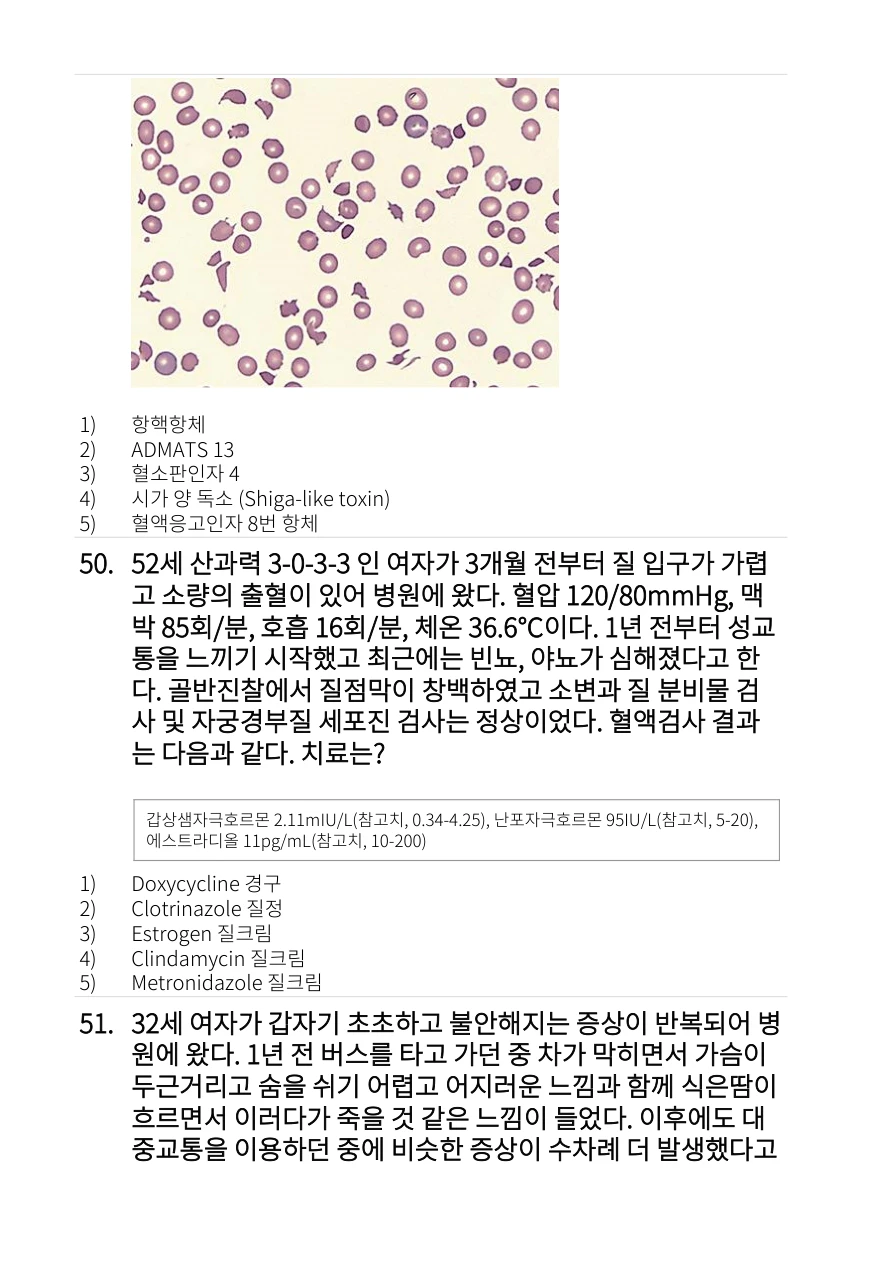 1) 항핵항체
2) ADMATS 13
3) 혈소판인자 4
4) 시가 양 독소 (Shiga-like toxin)
5) 혈액응고인자 8번 항체
50. 52세 산과력 3-0-3-3 인 여자가 3개월 전부터 질 입구가 가렵
고 소량의 출혈이 있어 병원에 왔다. 혈압 120/80mmHg, 맥
박 85회/분, 호흡 16회/분, 체온 36.6℃이다. 1년 전부터 성교
통을 느끼기 시작했고 최근에는 빈뇨, 야뇨가 심해졌다고 한
다. 골반진찰에서 질점막이 창백하였고 소변과 질 분비물 검
사 및 자궁경부질 세포진 검사는 정상이었다. 혈액검사 결과
는 다음과 같다. 치료는?
갑상샘자극호르몬 2.11mIU/L(참고치, 0.34-4.25), 난포자극호르몬 95IU/L(참고치, 5-20),
에스트라디올 11pg/mL(참고치, 10-200)
1) Doxycycline 경구
2) Clotrinazole 질정
3) Estrogen 질크림
4) Clindamycin 질크림
5) Metronidazole 질크림
51. 32세 여자가 갑자기 초초하고 불안해지는 증상이 반복되어 병
원에 왔다. 1년 전 버스를 타고 가던 중 차가 막히면서 가슴이
두근거리고 숨을 쉬기 어렵고 어지러운 느낌과 함께 식은땀이
흐르면서 이러다가 죽을 것 같은 느낌이 들었다. 이후에도 대
중교통을 이용하던 중에 비슷한 증상이 수차례 더 발생했다고